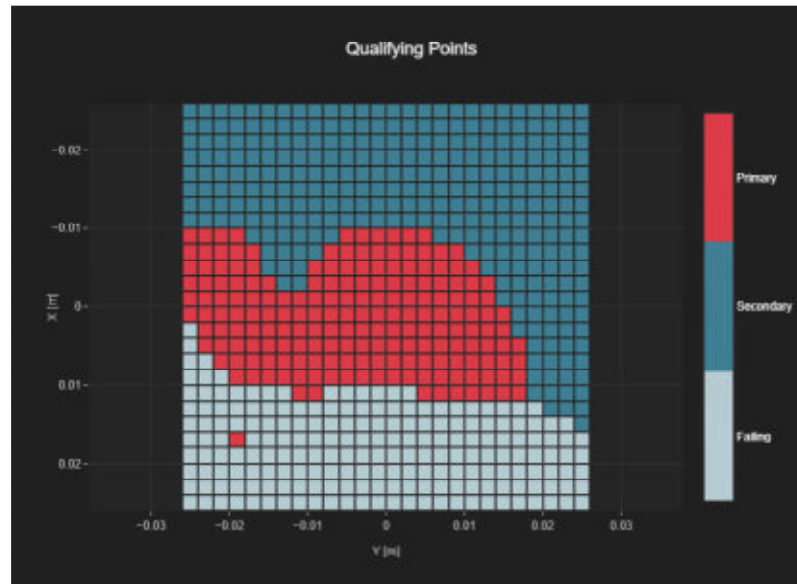 Qualifying Points
−0.02
−0.01
0
0.01
0.02
X [m]
−0.03
−0.02
−0.01
0
0.01
0.02
0.03
Y [m]
Primary
Secondary
Failing